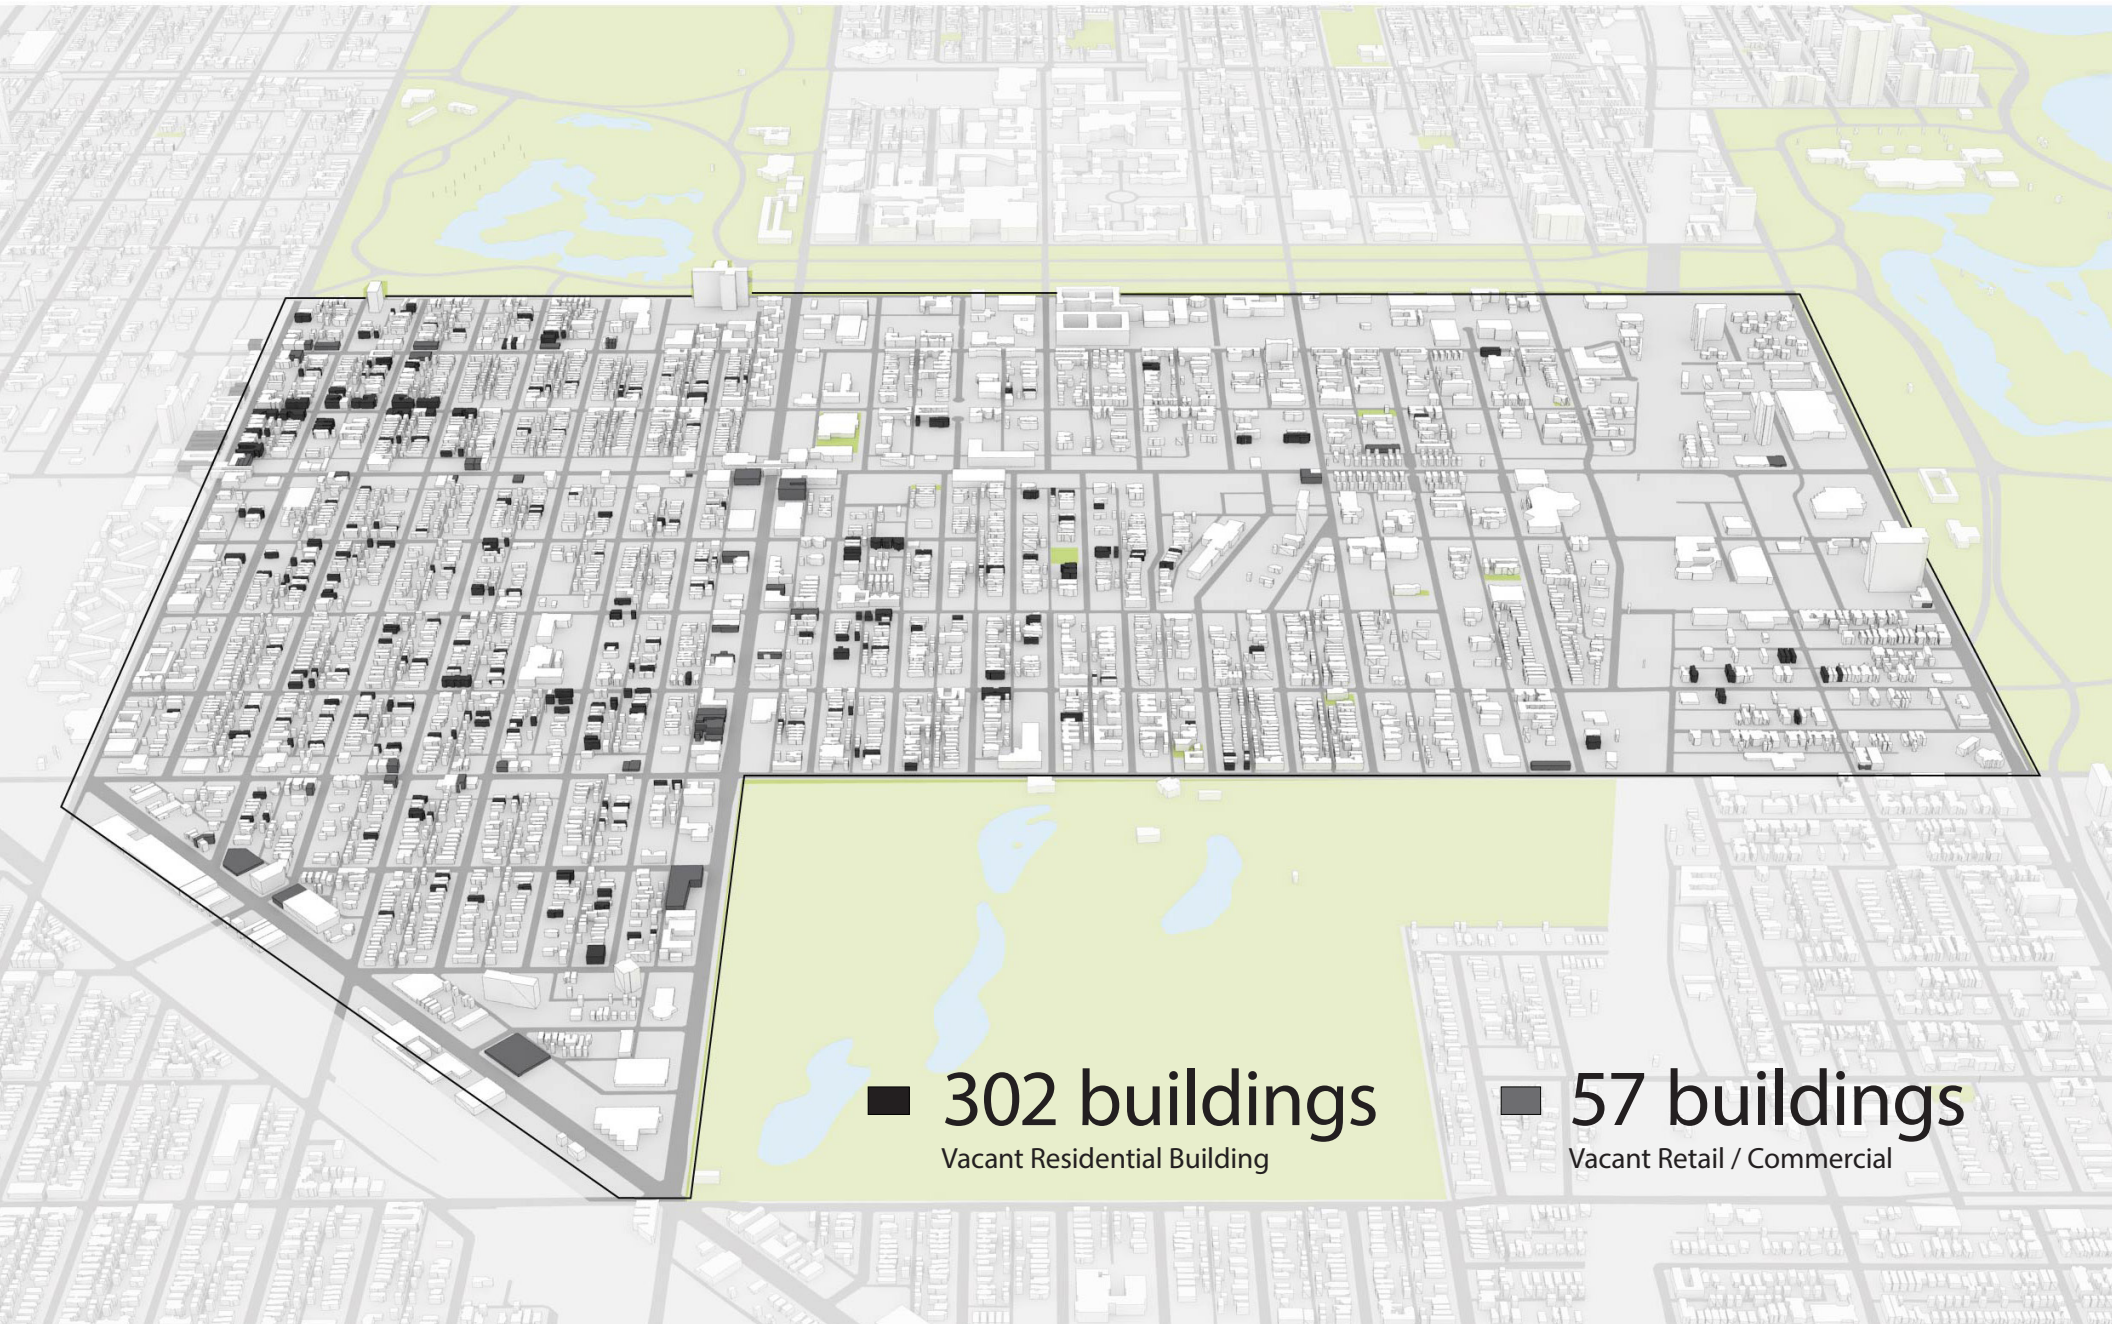 302 buildings
Vacant Residential Building
57 buildings
Vacant Retail / Commercial